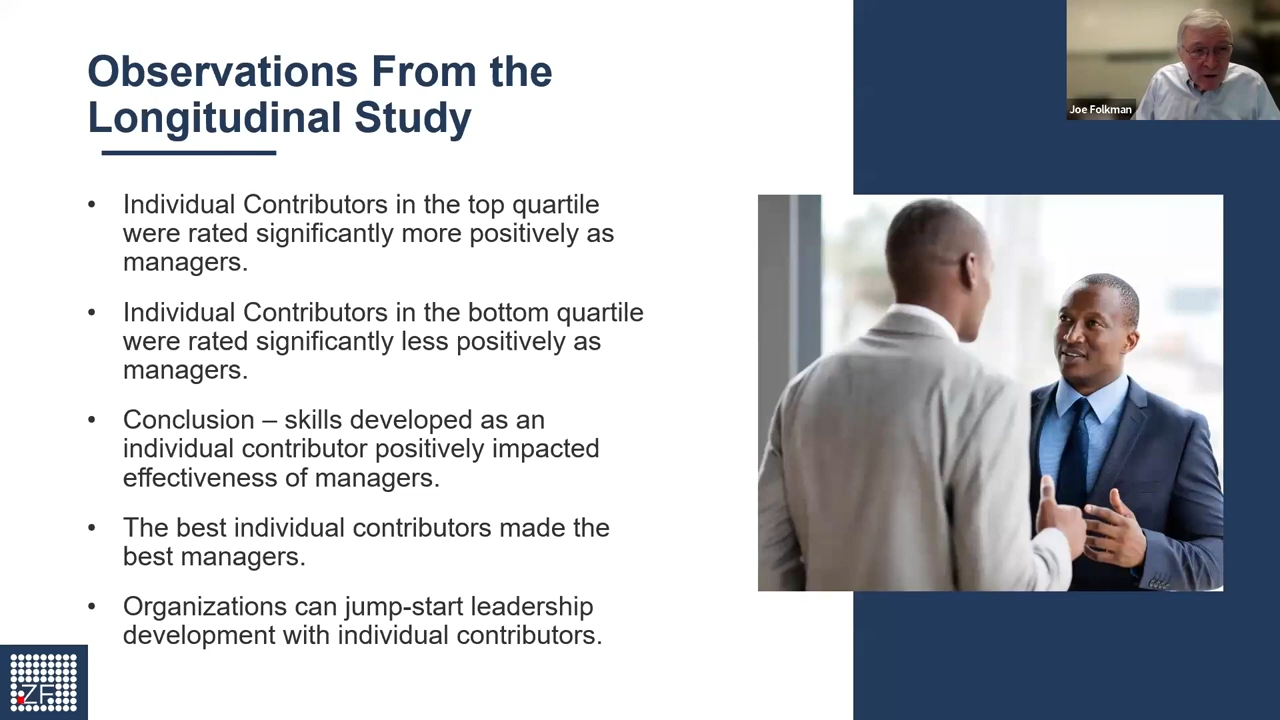 Observations From the
Longitudinal Study
Joe Folkman
• Individual Contributors in the top quartile
were rated significantly more positively as
managers.
• Individual Contributors in the bottom quartile
were rated significantly less positively as
managers.
• Conclusion – skills developed as an
individual contributor positively impacted
effectiveness of managers.
• The best individual contributors made the
best managers.
• Organizations can jump-start leadership
development with individual contributors.
ZF